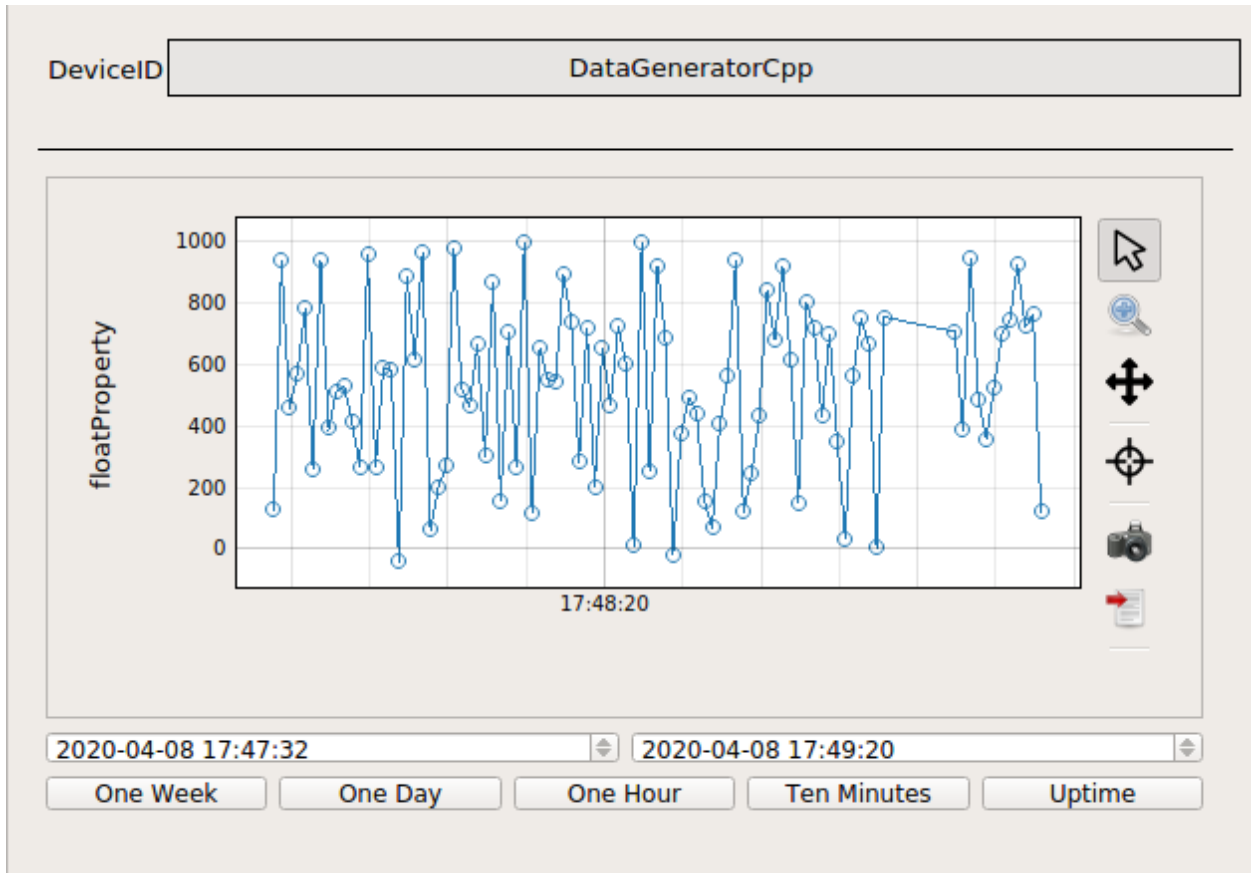 DeviceID DataGeneratorCpp
floatProperty
1000
800
600
400
200
0
17:48:20
2020-04-08 17:47:32 2020-04-08 17:49:20
One Week One Day One Hour Ten Minutes Uptime